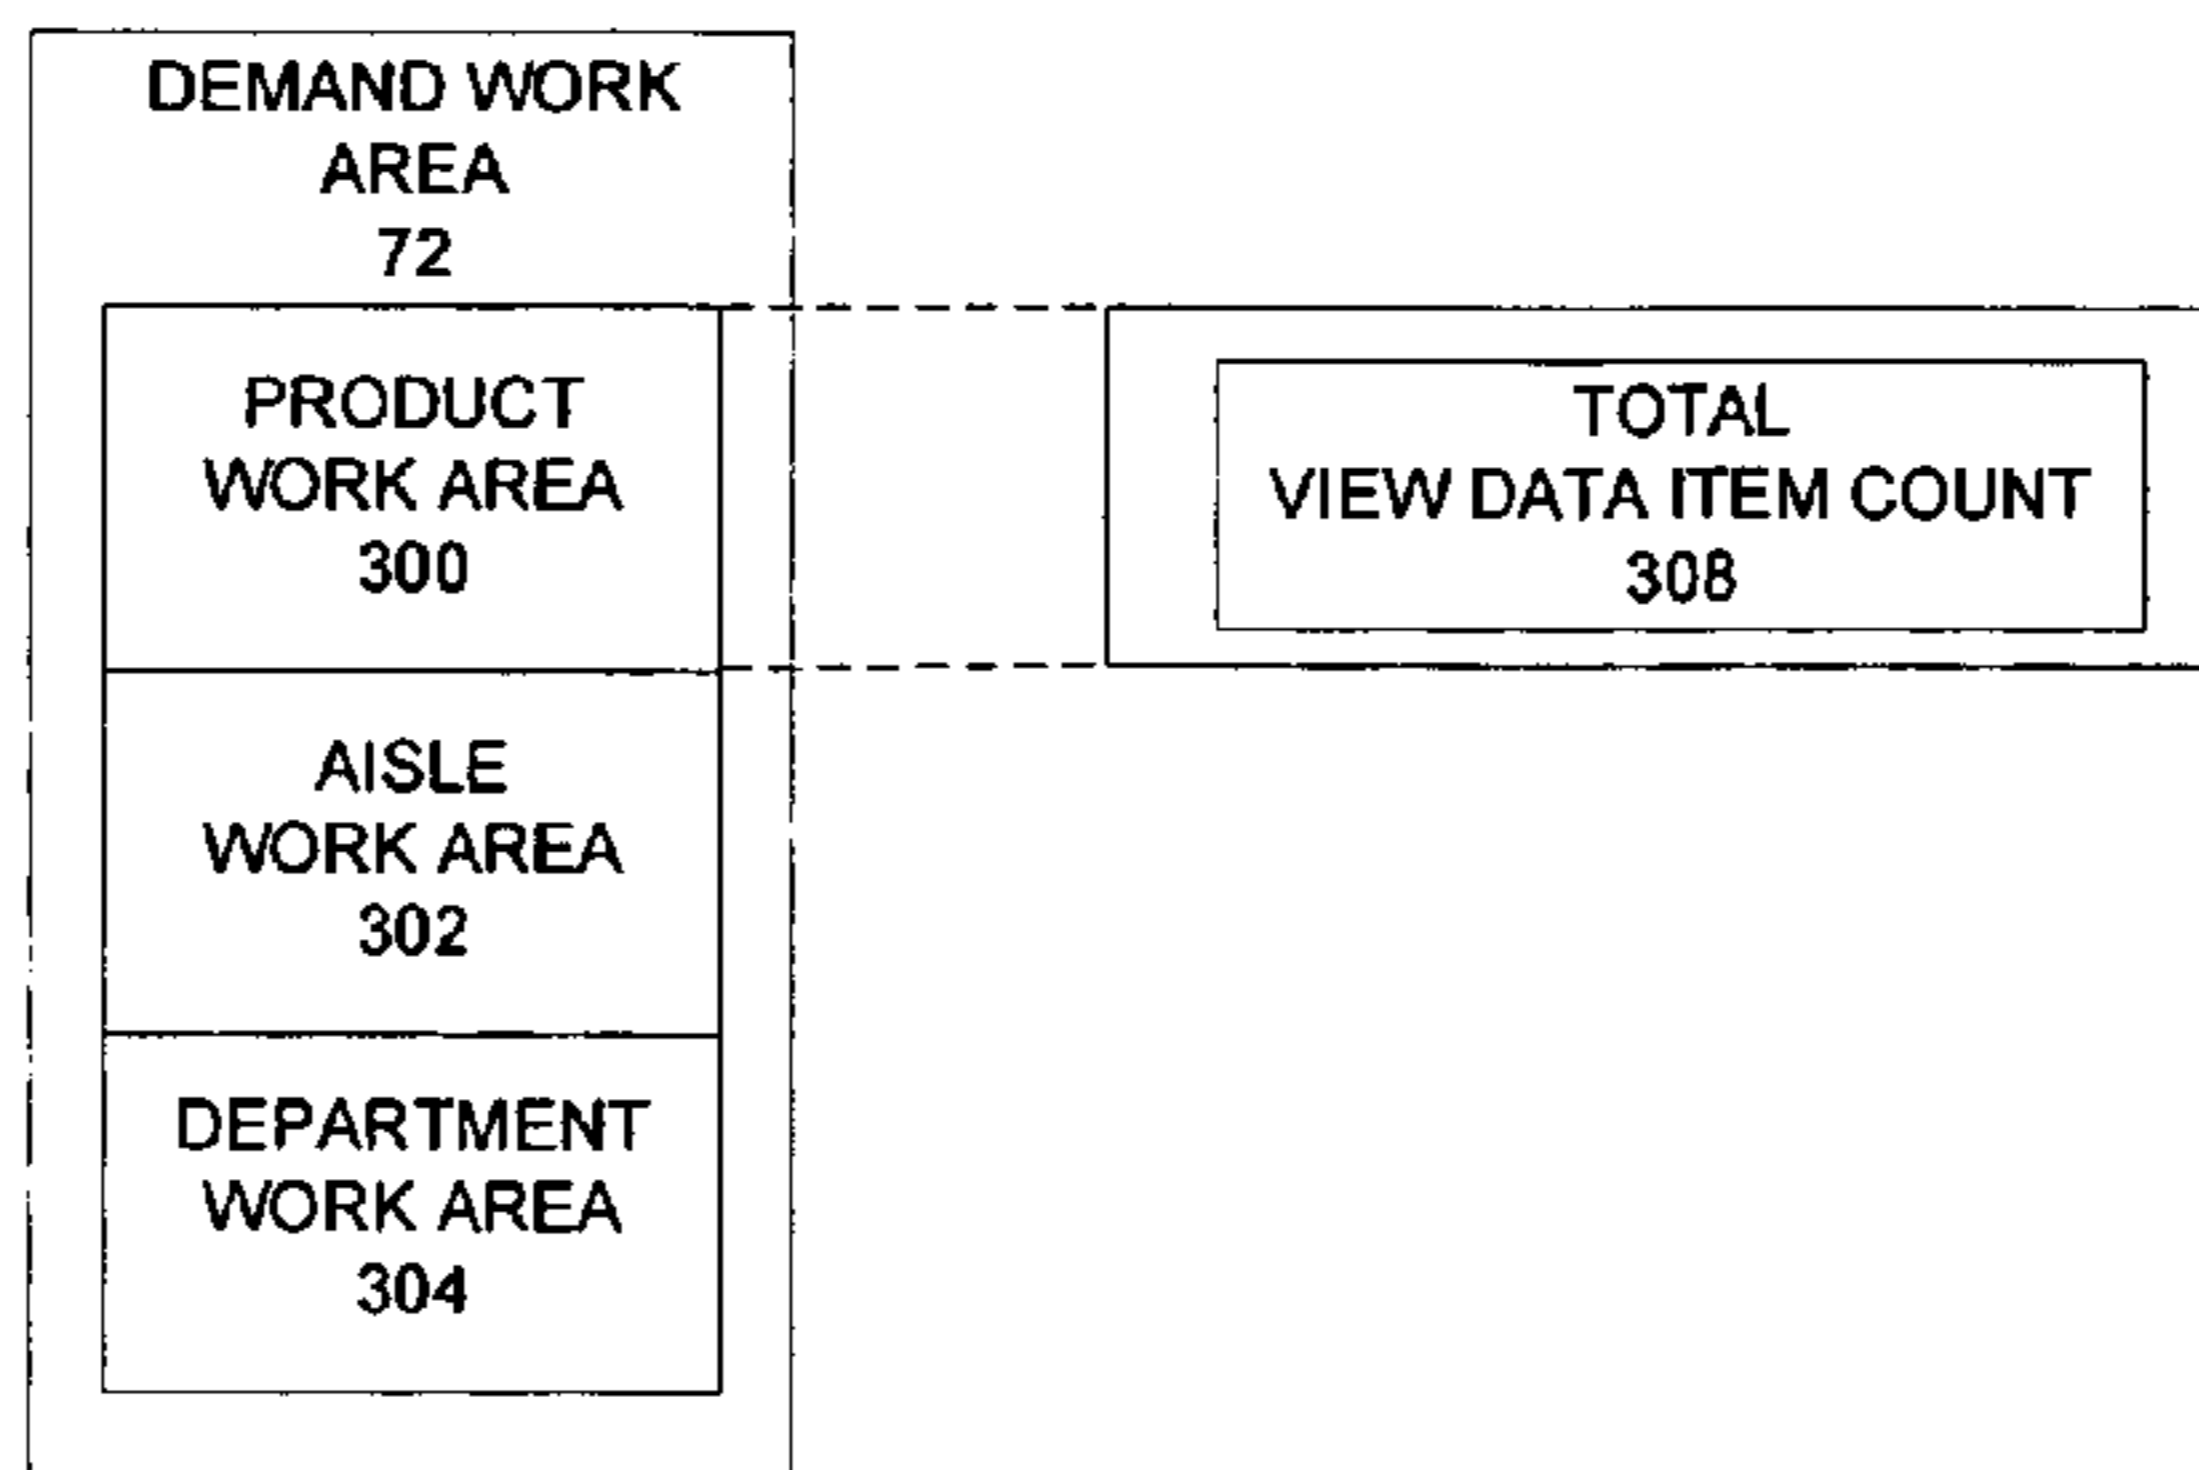 DEMAND WORK
AREA
72
PRODUCT
WORK AREA
300
TOTAL
VIEW DATA ITEM COUNT
308
AISLE
WORK AREA
302
DEPARTMENT
WORK AREA
304